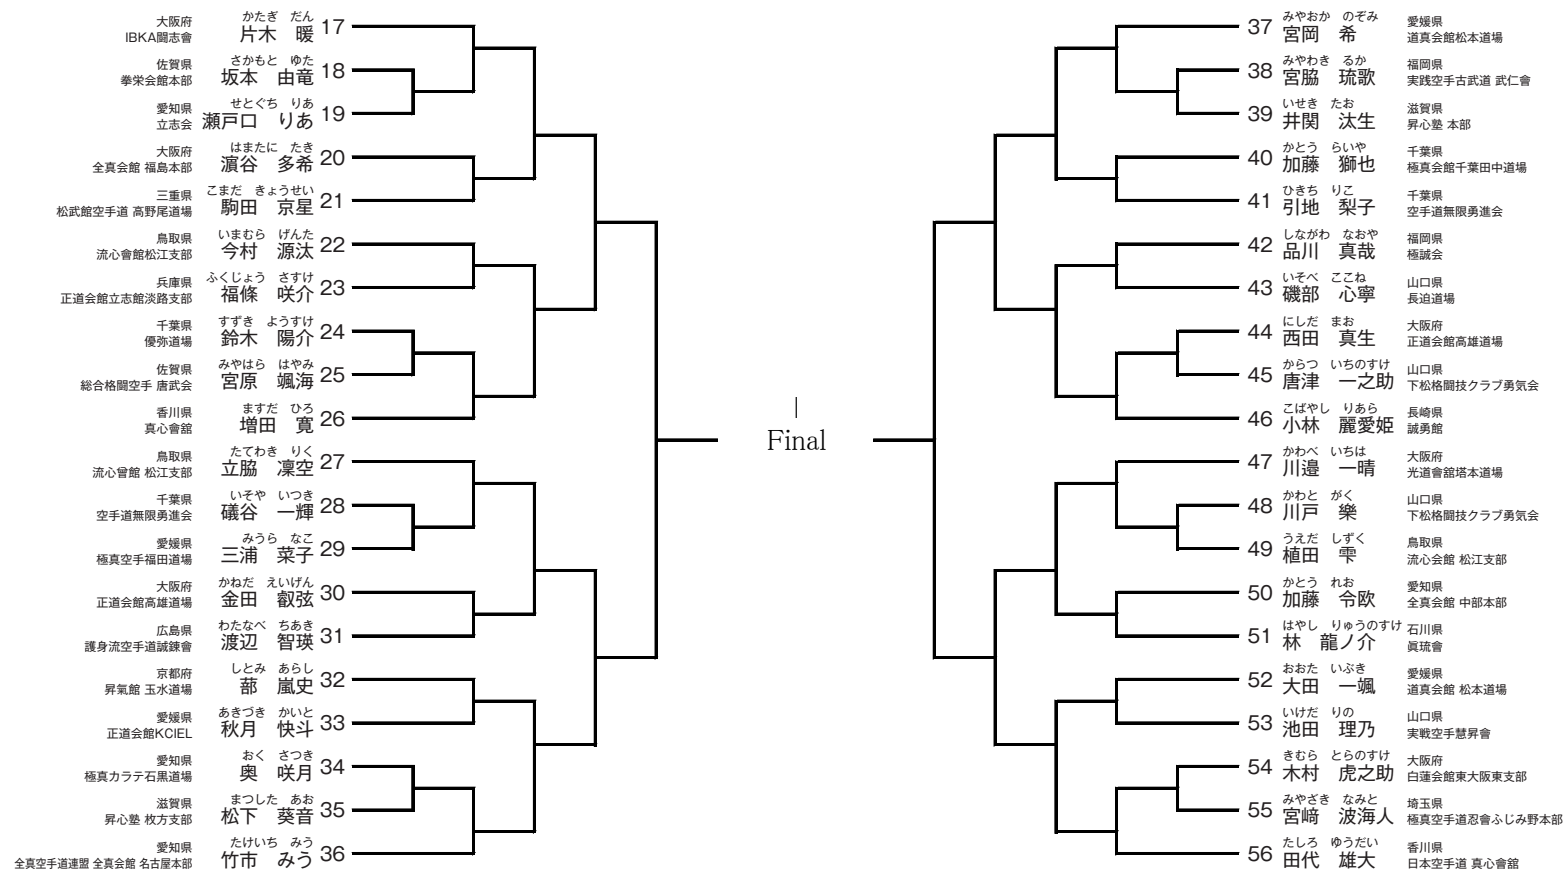 大阪府 かたぎ だん
IBKA闘志會 片木 暖 17
佐賀県 さかもと ゆた
拳栄会館本部 坂本 由竜 18
愛知県 せとぐち りあ
立志会 瀬戸口 りあ 19
大阪府 はまたに たき
全真会館 福島本部 濵谷 多希 20
三重県 こまだ きょうせい
松武館空手道 高野尾道場 駒田 京星 21
鳥取県 いまむら げんた
流心會館松江支部 今村 源汰 22
兵庫県 ふくじょう さすけ
正道会館立志館淡路支部 福條 咲介 23
千葉県 すずき ようすけ
優弥道場 鈴木 陽介 24
佐賀県 みやはら はやみ
総合格闘空手 唐武会 宮原 颯海 25
香川県 ますだ ひろ
真心會舘 増田 寛 26
鳥取県 たてわき りく
流心曾館 松江支部 立脇 凜空 27
千葉県 いそや いつき
空手道無限勇進会 礒谷 一輝 28
愛媛県 みうら なこ
極真空手福田道場 三浦 菜子 29
大阪府 かねだ えいげん
正道会館高雄道場 金田 叡弦 30
広島県 わたなべ ちあき
護身流空手道誠錬會 渡辺 智瑛 31
京都府 しとみ あらし
昇氣館 玉水道場 蔀 嵐史 32
愛媛県 あきづき かいと
正道会館KCIEL 秋月 快斗 33
愛知県 おく さつき
極真カラテ石黒道場 奥 咲月 34
滋賀県 まつした あお
昇心塾 枚方支部 松下 葵音 35
愛知県 たけいち みう
全真空手道連盟 全真会館 名古屋本部 竹市 みう 36
|
Final
みやおか のぞみ 愛媛県
37 宮岡 希 道真会館松本道場
みやわき るか 福岡県
38 宮脇 琉歌 実践空手古武道 武仁會
いせき たお 滋賀県
39 井関 汰生 昇心塾 本部
かとう らいや 千葉県
40 加藤 獅也 極真会館千葉田中道場
ひきち りこ 千葉県
41 引地 梨子 空手道無限勇進会
しながわ なおや 福岡県
42 品川 真哉 極誠会
いそべ ここね 山口県
43 磯部 心寧 長迫道場
にしだ まお 大阪府
44 西田 真生 正道会館高雄道場
からつ いちのすけ 山口県
45 唐津 一之助 下松格闘技クラブ勇気会
こばやし りあら 長崎県
46 小林 麗愛姫 誠勇館
かわべ いちは 大阪府
47 川邉 一晴 光道會舘塔本道場
かわと がく 山口県
48 川戸 樂 下松格闘技クラブ勇気会
うえだ しずく 鳥取県
49 植田 雫 流心会館 松江支部
かとう れお 愛知県
50 加藤 令欧 全真会館 中部本部
はやし りゅうのすけ 石川県
51 林 龍ノ介 眞琉會
おおた いぶき 愛媛県
52 大田 一颯 道真会館 松本道場
いけだ りの 山口県
53 池田 理乃 実戦空手慧昇會
きむら とらのすけ 大阪府
54 木村 虎之助 白蓮会館東大阪東支部
みやざき なみと 埼玉県
55 宮﨑 波海人 極真空手道忍會ふじみ野本部
たしろ ゆうだい 香川県
56 田代 雄大 日本空手道 真心會舘